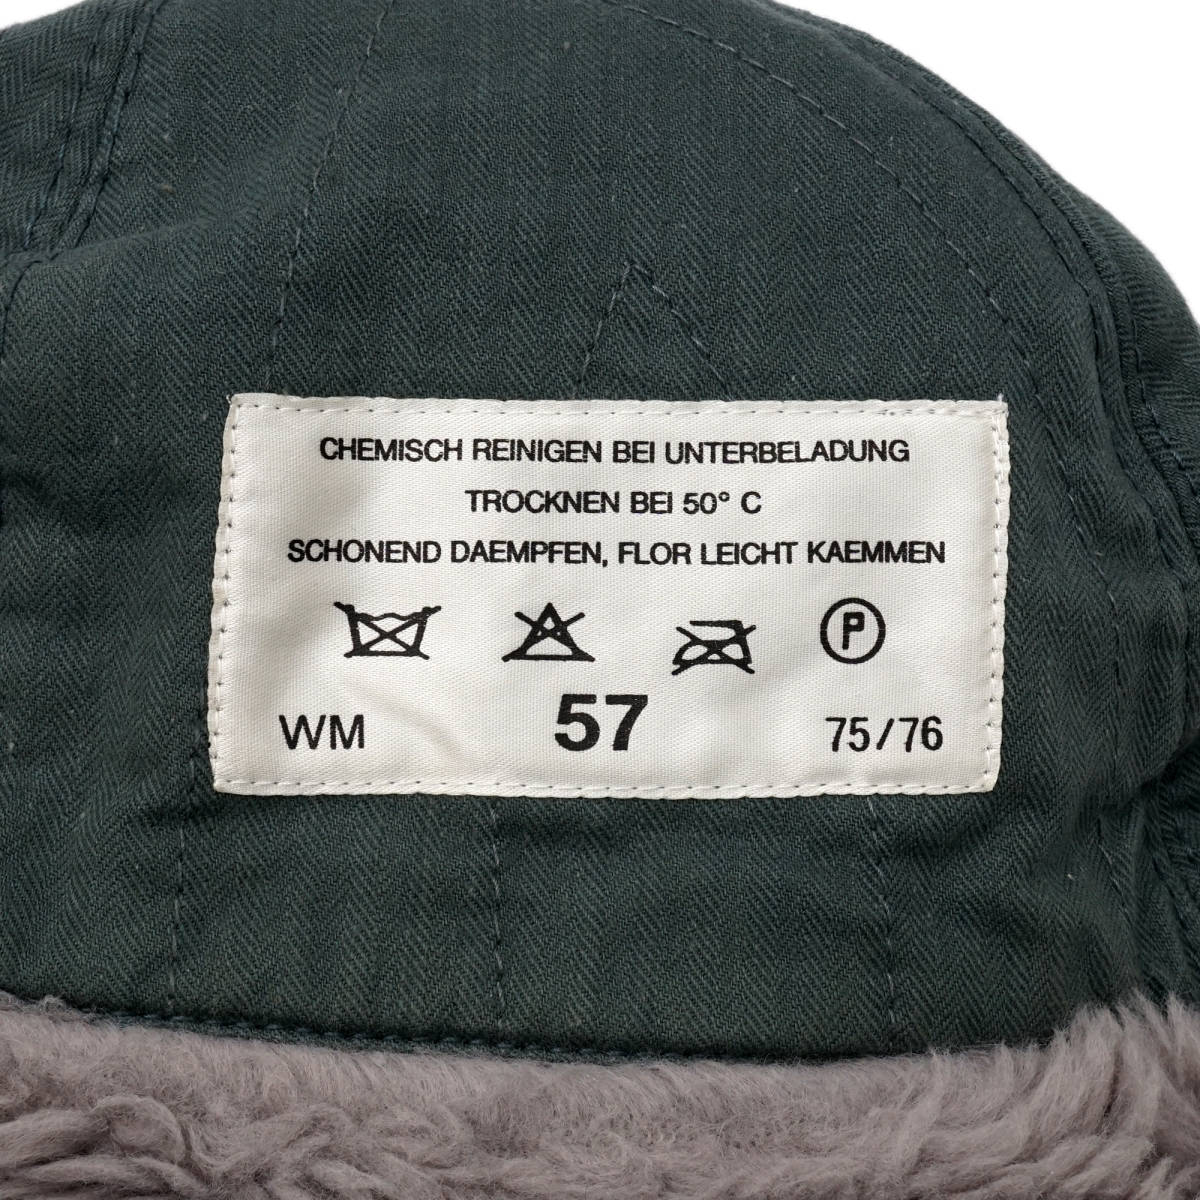 CHEMISCH REINIGEN BEI UNTERBELADUNG
TROCKNEN BEI 50° C
SCHONEND DAEMPFEN, FLOR LEICHT KAEMMEN
A P
WM 57 75/76